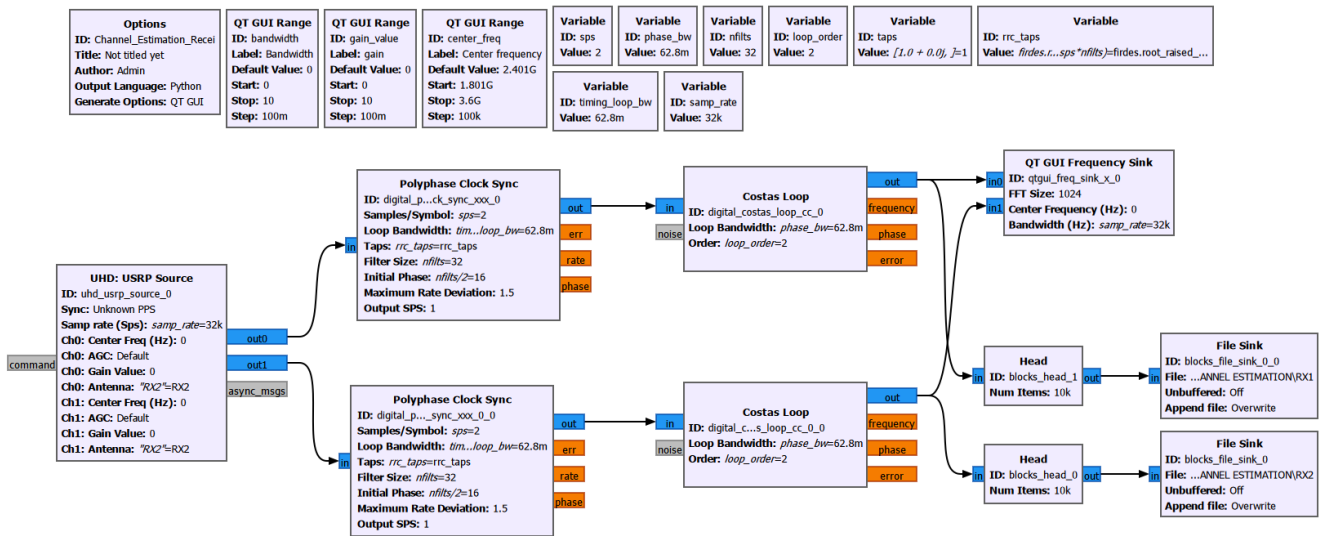 Options
ID: Channel_Estimation_Recei
Title: Not titled yet
Author: Admin
Output Language: Python
Generate Options: QT GUI
QT GUI Range
ID: bandwidth
Label: Bandwidth
Default Value: 0
Start: 0
Stop: 10
Step: 100m
QT GUI Range
ID: gain_value
Label: gain
Default Value: 0
Start: 0
Stop: 10
Step: 100m
QT GUI Range
ID: center_freq
Label: Center frequency
Default Value: 2.401G
Start: 1.801G
Stop: 3.6G
Step: 100k
Variable
ID: sps
Value: 2
Variable
ID: phase_bw
Value: 62.8m
Variable
ID: nfilts
Value: 32
Variable
ID: loop_order
Value: 2
Variable
ID: taps
Value: [1.0 + 0.0j, ]=1
Variable
ID: rrc_taps
Value: firdes.r...sps*nfilts)=firdes.root_raised_...
Variable
ID: timing_loop_bw
Value: 62.8m
Variable
ID: samp_rate
Value: 32k
UHD: USRP Source
ID: uhd_usrp_source_0
Sync: Unknown PPS
Samp rate (Sps): samp_rate=32k
Ch0: Center Freq (Hz): 0
Ch0: AGC: Default
Ch0: Gain Value: 0
Ch0: Antenna: "RX2"=RX2
Ch1: Center Freq (Hz): 0
Ch1: AGC: Default
Ch1: Gain Value: 0
Ch1: Antenna: "RX2"=RX2
command
out0
out1
async_msgs
Polyphase Clock Sync
ID: digital_p...ck_sync_xxx_0
Samples/Symbol: sps=2
Loop Bandwidth: tim...loop_bw=62.8m
Taps: rrc_taps=rrc_taps
Filter Size: nfilts=32
Initial Phase: nfilts/2=16
Maximum Rate Deviation: 1.5
Output SPS: 1
in
out
err
rate
phase
Costas Loop
ID: digital_costas_loop_cc_0
Loop Bandwidth: phase_bw=62.8m
Order: loop_order=2
in
noise
out
frequency
phase
error
QT GUI Frequency Sink
ID: qtgui_freq_sink_x_0
FFT Size: 1024
Center Frequency (Hz): 0
Bandwidth (Hz): samp_rate=32k
in0
in1
Polyphase Clock Sync
ID: digital_p..._sync_xxx_0_0
Samples/Symbol: sps=2
Loop Bandwidth: tim...loop_bw=62.8m
Taps: rrc_taps=rrc_taps
Filter Size: nfilts=32
Initial Phase: nfilts/2=16
Maximum Rate Deviation: 1.5
Output SPS: 1
in
out
err
rate
phase
Costas Loop
ID: digital_c...s_loop_cc_0_0
Loop Bandwidth: phase_bw=62.8m
Order: loop_order=2
in
noise
out
frequency
phase
error
Head
ID: blocks_head_1
Num Items: 10k
in
out
File Sink
ID: blocks_file_sink_0_0
File: ...ANNEL ESTIMATION\RX1
Unbuffered: Off
Append file: Overwrite
in
Head
ID: blocks_head_0
Num Items: 10k
in
out
File Sink
ID: blocks_file_sink_0
File: ...ANNEL ESTIMATION\RX2
Unbuffered: Off
Append file: Overwrite
in